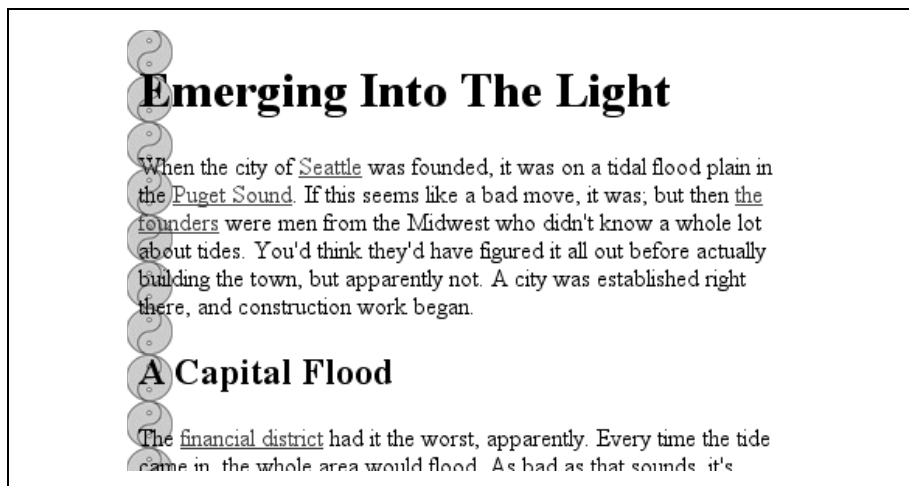 Emerging Into The Light
When the city of Seattle was founded, it was on a tidal flood plain in
the Puget Sound. If this seems like a bad move, it was; but then the
founders were men from the Midwest who didn't know a whole lot
about tides. You'd think they'd have figured it all out before actually
building the town, but apparently not. A city was established right
there, and construction work began.
A Capital Flood
The financial district had it the worst, apparently. Every time the tide
came in, the whole area would flood. As bad as that sounds, it's